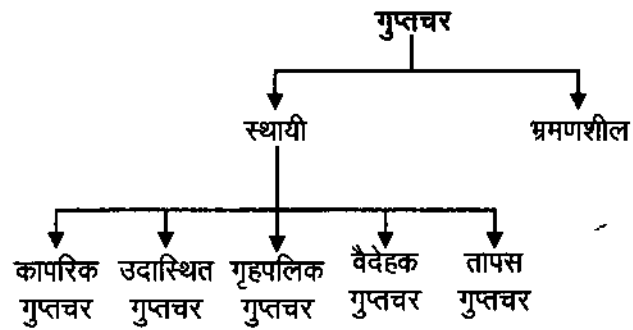 गुप्तचर
स्थायी भ्रमणशील
कापरिक उदास्थित गृहपलिक वैदेहक तापस
गुप्तचर गुप्तचर गुप्तचर गुप्तचर गुप्तचर